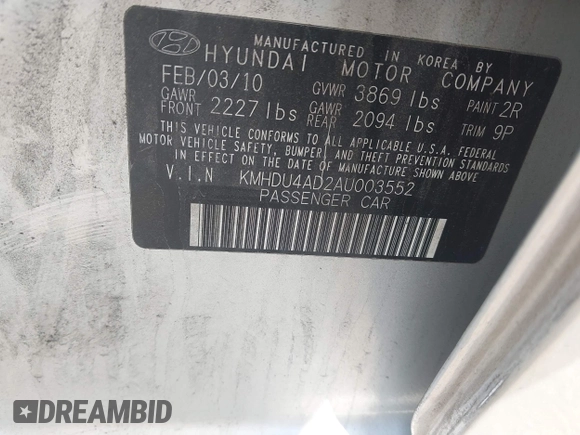 MANUFACTURED IN KOREA BY
HYUNDAI MOTOR COMPANY
FEB/03/10 GVWR 3869 lbs PAINT 2R
GAWR FRONT 2227 lbs GAWR REAR 2094 lbs TRIM 9P
THIS VEHICLE CONFORMS TO ALL APPLICABLE U.S.A. FEDERAL
MOTOR VEHICLE SAFETY, BUMPER, AND THEFT PREVENTION STANDARDS
IN EFFECT ON THE DATE OF MANUFACTURE SHOWN ABOVE.
V.I.N KMHDU4AD2AU003552
PASSENGER CAR
DREAMBID